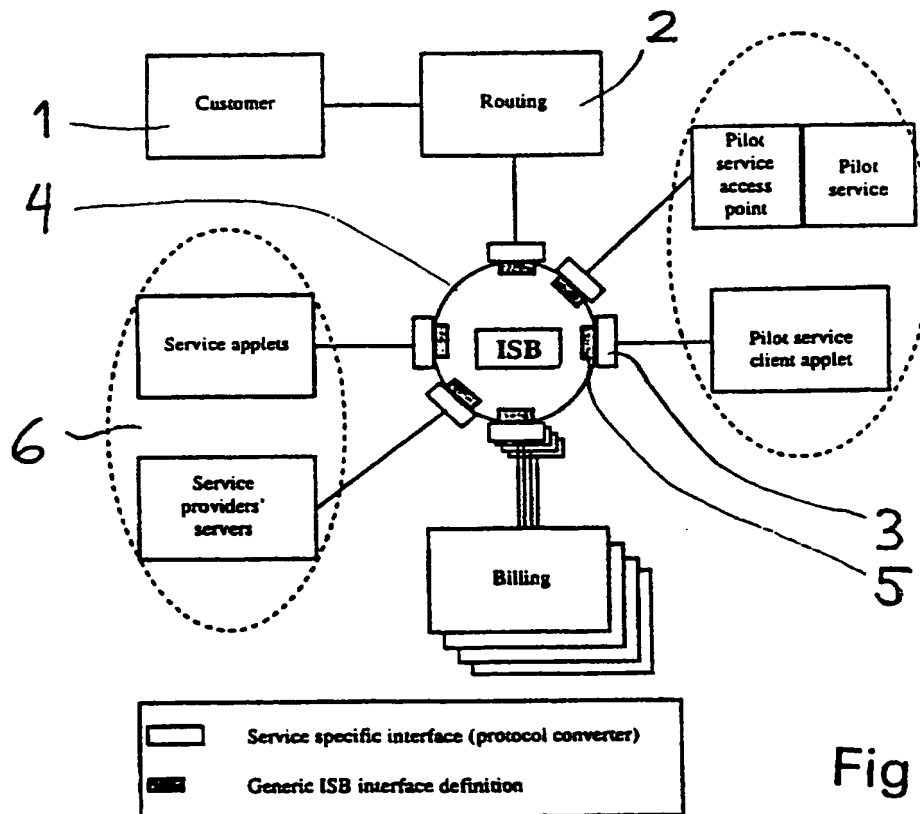 2
Customer
Routing
1
Pilot
service
access
point
Pilot
service
4
Service applets
ISB
Pilot service
client applet
6
Service
providers'
servers
3
5
Billing
Service specific interface (protocol converter)
Generic ISB interface definition
Fig